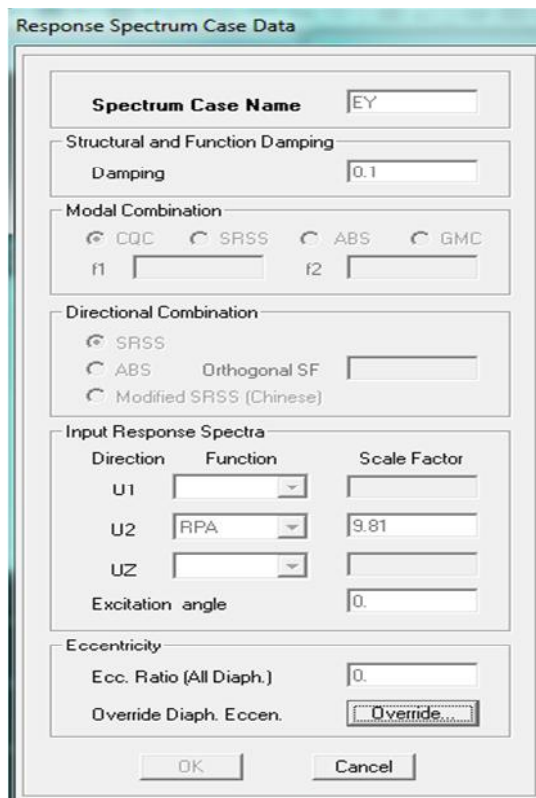 Response Spectrum Case Data
Spectrum Case Name EY
Structural and Function Damping
Damping 0.1
Modal Combination
CQC SRSS ABS GMC
f1 f2
Directional Combination
SRSS
ABS Orthogonal SF
Modified SRSS (Chinese)
Input Response Spectra
Direction Function Scale Factor
U1
U2 RPA 9.81
UZ
Excitation angle 0.
Eccentricity
Ecc. Ratio (All Diaph.) 0.
Override Diaph. Eccen. Override...
OK Cancel